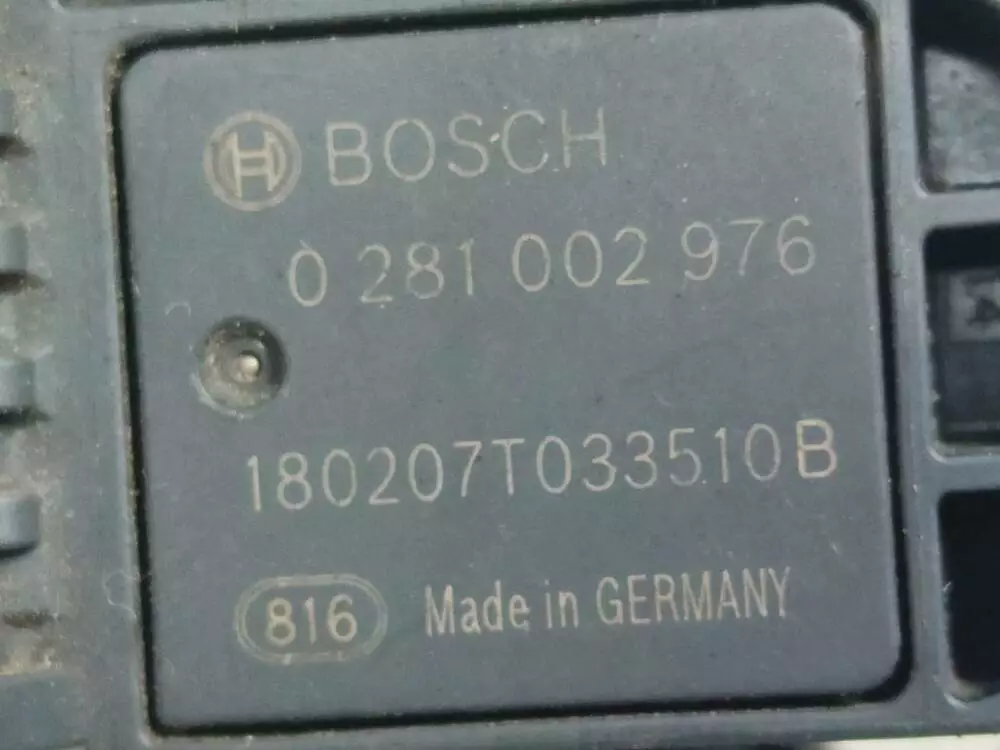 BOSCH
0 281 002 976
180207T033510B
816 Made in GERMANY